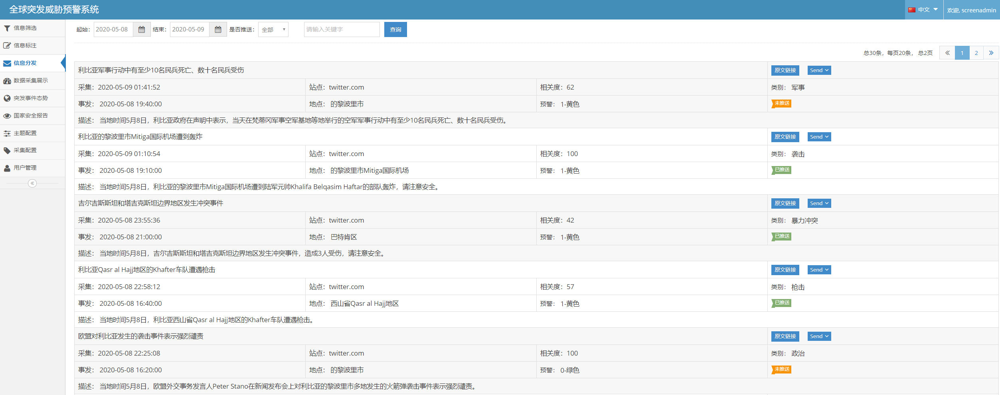 全球突发威胁预警系统
中文
欢迎, screenadmin
信息筛选
信息标注
信息分发
数据采集展示
突发事件态势
国家安全报告
主题配置
采集配置
用户管理
起始： 2020-05-08 结束： 2020-05-09 是否推送： 全部 请输入关键字 查询
总30条，每页20条， 总2页 « 1 2 »
利比亚军事行动中有至少10名民兵死亡、数十名民兵受伤 原文链接 Send
采集：2020-05-09 01:41:52 站点：twitter.com 相关度：62 类别： 军事
事发： 2020-05-08 19:40:00 地点： 的黎波里市 预警： 1-黄色 未推送
描述： 当地时间5月8日，利比亚政府在声明中表示，当天在梵蒂冈军事空军基地等地举行的空军军事行动中有至少10名民兵死亡、数十名民兵受伤。
利比亚的黎波里市Mitiga国际机场遭到轰炸 原文链接 Send
采集：2020-05-09 01:10:54 站点：twitter.com 相关度：100 类别： 袭击
事发： 2020-05-08 19:10:00 地点： 的黎波里市Mitiga国际机场 预警： 1-黄色 已推送
描述： 当地时间5月8日，利比亚的黎波里市Mitiga国际机场遭到陆军元帅Khalifa Belqasim Haftar的部队轰炸，请注意安全。
吉尔吉斯斯坦和塔吉克斯坦边界地区发生冲突事件 原文链接 Send
采集：2020-05-08 23:55:36 站点：twitter.com 相关度：42 类别： 暴力冲突
事发： 2020-05-08 21:00:00 地点： 巴特肯区 预警： 1-黄色 已推送
描述： 当地时间5月8日，吉尔吉斯斯坦和塔吉克斯坦边界地区发生冲突事件，造成3人受伤，请注意安全。
利比亚Qasr al Hajj地区的Khafter车队遭遇枪击 原文链接 Send
采集：2020-05-08 22:58:12 站点：twitter.com 相关度：57 类别： 枪击
事发： 2020-05-08 16:40:00 地点： 西山省Qasr al Hajj地区 预警： 1-黄色 已推送
描述： 当地时间5月8日，利比亚西山省Qasr al Hajj地区的Khafter车队遭遇枪击。
欧盟对利比亚发生的袭击事件表示强烈谴责 原文链接 Send
采集：2020-05-08 22:25:08 站点：twitter.com 相关度：100 类别： 政治
事发： 2020-05-08 16:20:00 地点： 的黎波里市 预警： 0-绿色 未推送
描述： 当地时间5月8日，欧盟外交事务发言人Peter Stano在新闻发布会上对利比亚的黎波里市多地发生的火箭弹袭击事件表示强烈谴责。